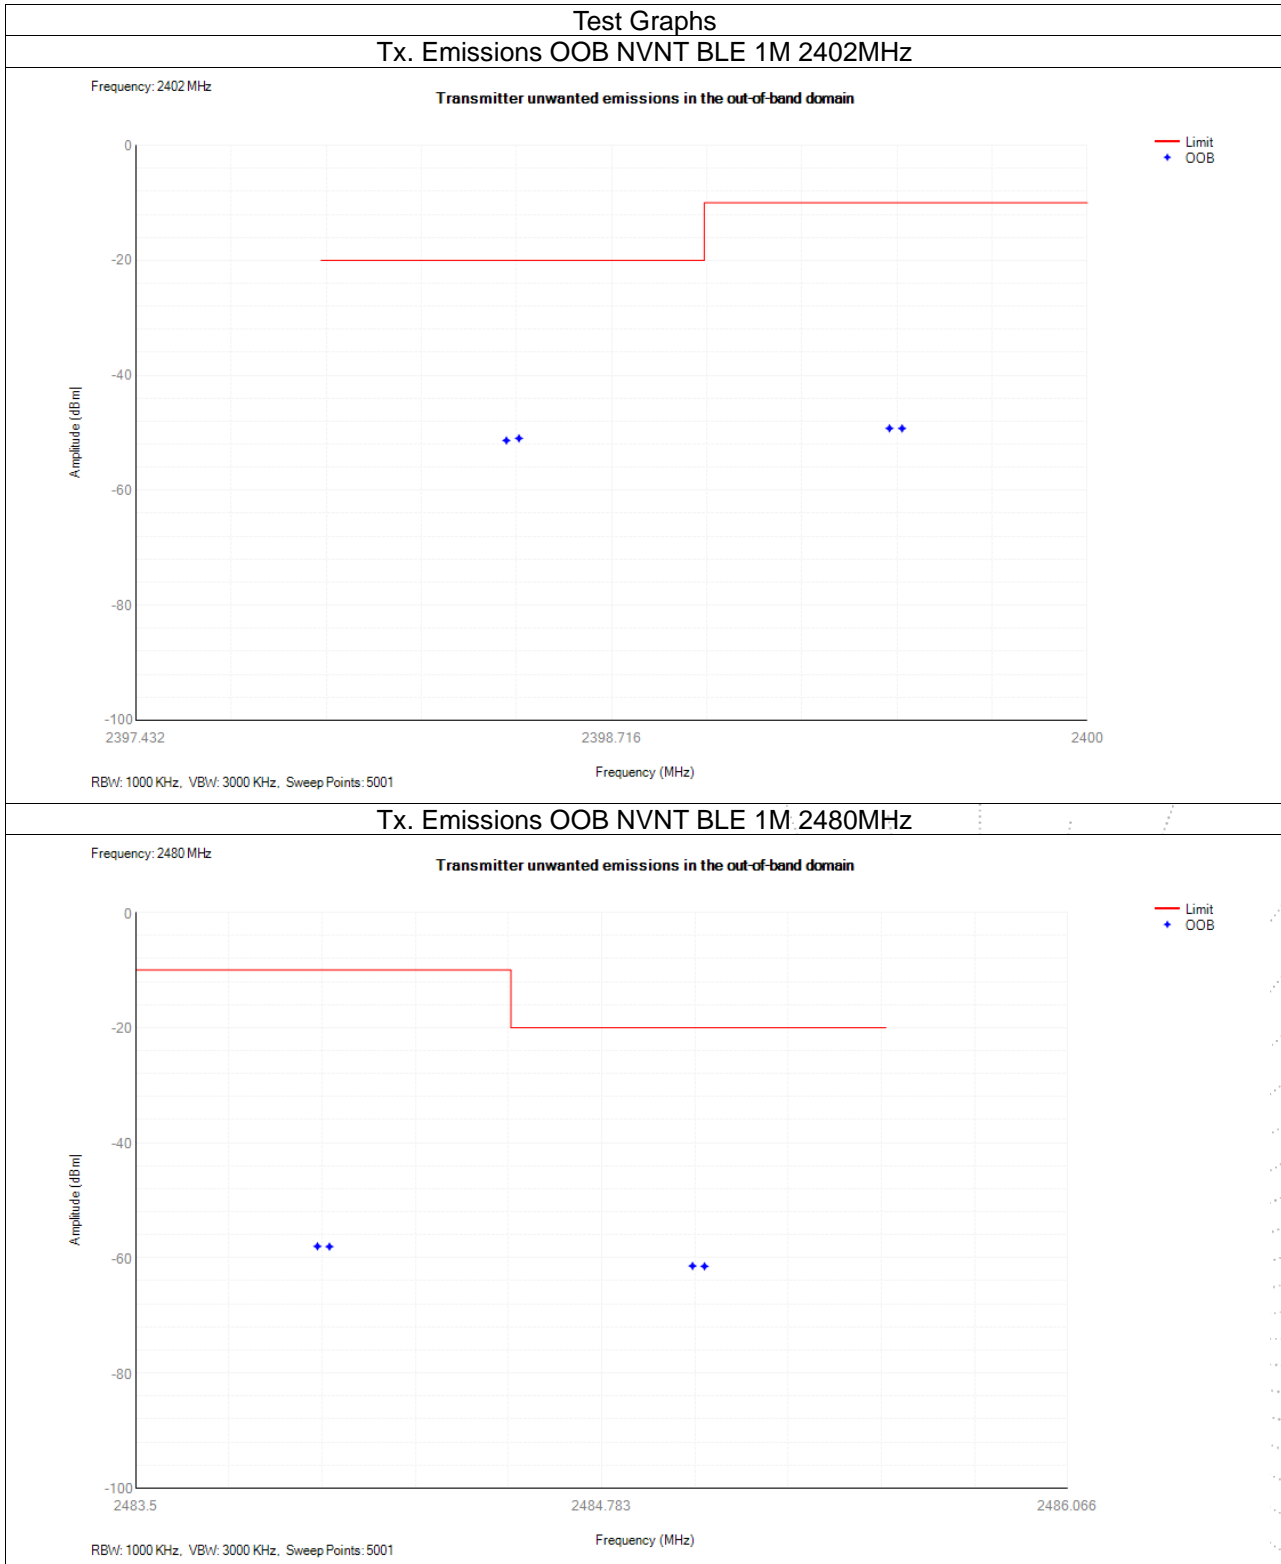 Test Graphs
Tx. Emissions OOB NVNT BLE 1M 2402MHz
Frequency: 2402 MHz
Transmitter unwanted emissions in the out-of-band domain
Limit
OOB
0
-20
-40
-60
-80
-100
Amplitude (dBm)
2397.432
2398.716
2400
Frequency (MHz)
RBW: 1000 KHz, VBW: 3000 KHz, Sweep Points: 5001
Tx. Emissions OOB NVNT BLE 1M 2480MHz
Frequency: 2480 MHz
Transmitter unwanted emissions in the out-of-band domain
Limit
OOB
0
-20
-40
-60
-80
-100
Amplitude (dBm)
2483.5
2484.783
2486.066
Frequency (MHz)
RBW: 1000 KHz, VBW: 3000 KHz, Sweep Points: 5001